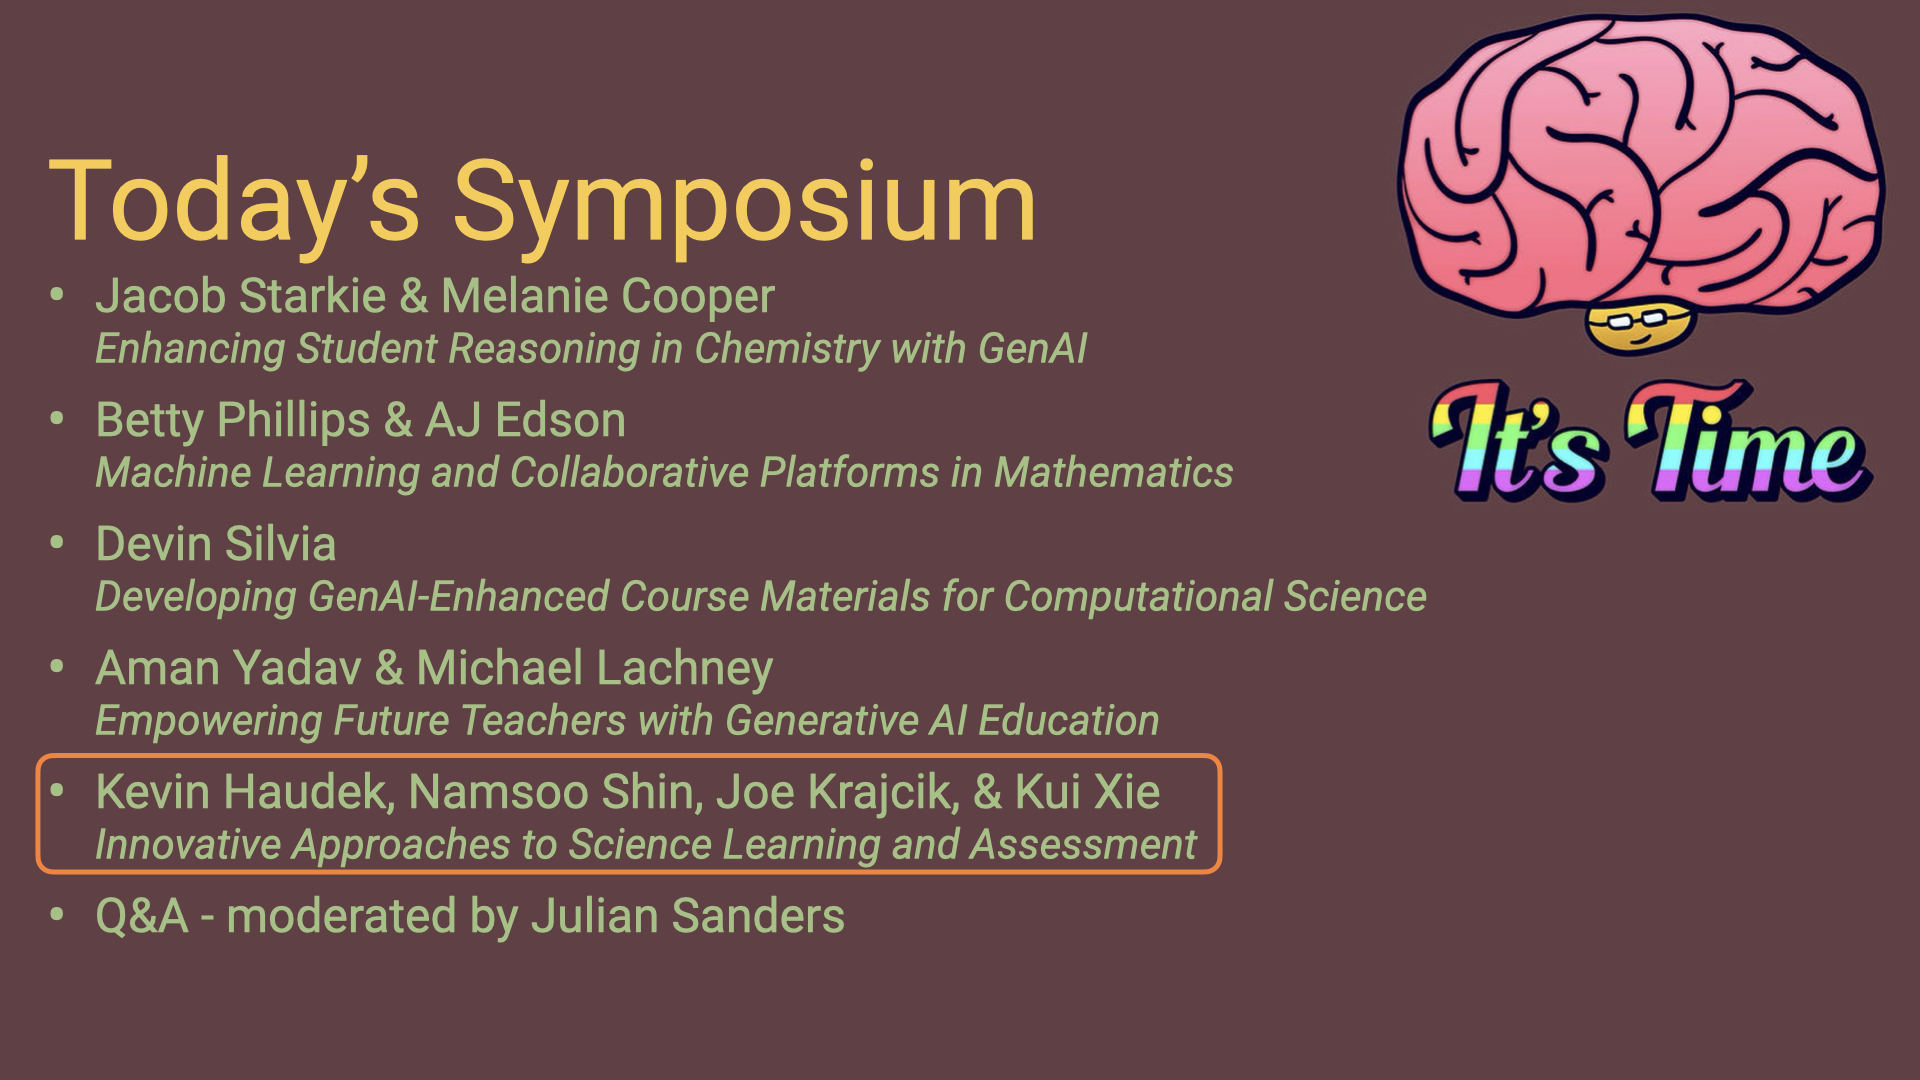 Today’s Symposium
• Jacob Starkie & Melanie Cooper
Enhancing Student Reasoning in Chemistry with GenAI
• Betty Phillips & AJ Edson
Machine Learning and Collaborative Platforms in Mathematics
• Devin Silvia
Developing GenAI-Enhanced Course Materials for Computational Science
• Aman Yadav & Michael Lachney
Empowering Future Teachers with Generative AI Education
• Kevin Haudek, Namsoo Shin, Joe Krajcik, & Kui Xie
Innovative Approaches to Science Learning and Assessment
• Q&A - moderated by Julian Sanders
It’s Time